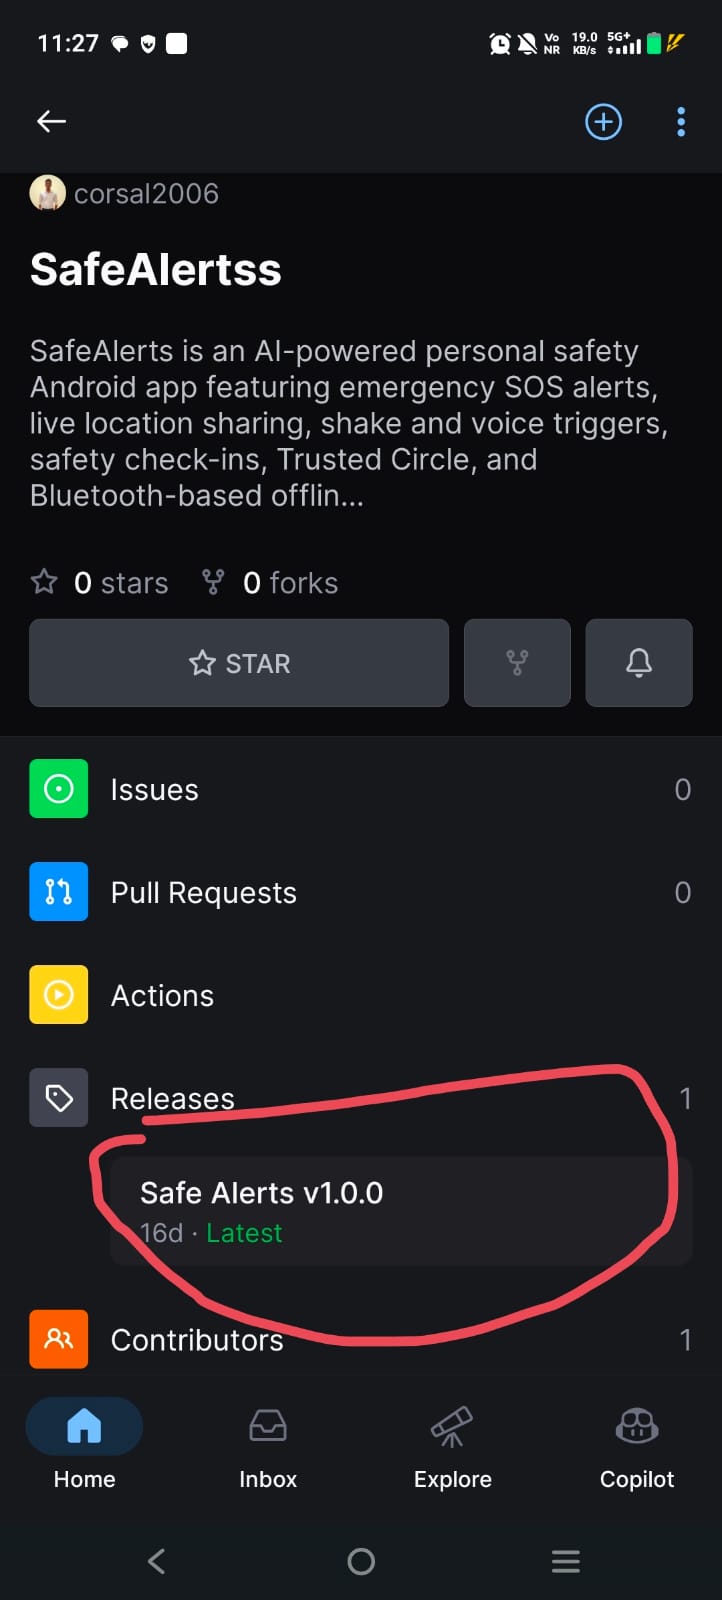 11:27
Vo
NR
19.0
KB/s
5G+
corsal2006
SafeAlertss
SafeAlerts is an AI-powered personal safety
Android app featuring emergency SOS alerts,
live location sharing, shake and voice triggers,
safety check-ins, Trusted Circle, and
Bluetooth-based offlin...
0 stars 0 forks
STAR
Issues 0
Pull Requests 0
Actions
Releases 1
Safe Alerts v1.0.0
16d · Latest
Contributors 1
Home Inbox Explore Copilot